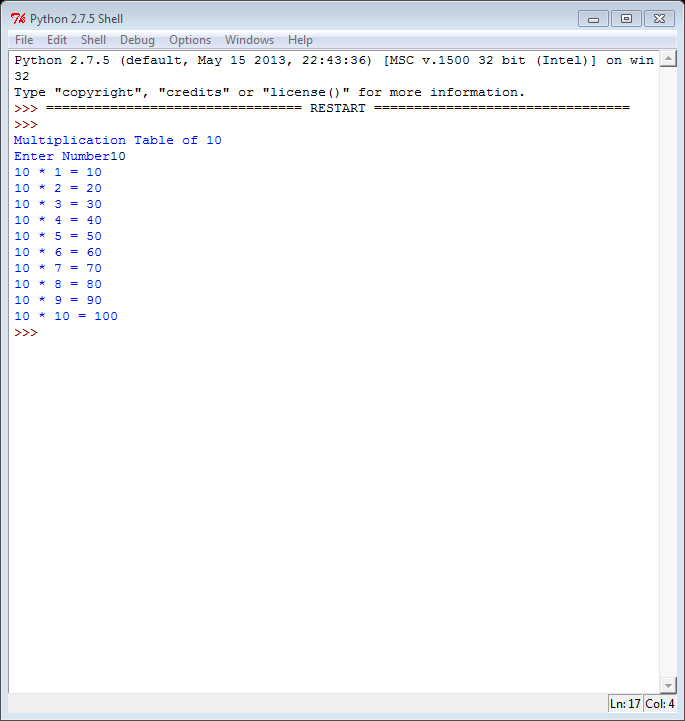 Python 2.7.5 Shell
File Edit Shell Debug Options Windows Help
Python 2.7.5 (default, May 15 2013, 22:43:36) [MSC v.1500 32 bit (Intel)] on win
32
Type "copyright", "credits" or "license()" for more information.
>>> ================================ RESTART ================================
>>>
Multiplication Table of 10
Enter Number10
10 * 1 = 10
10 * 2 = 20
10 * 3 = 30
10 * 4 = 40
10 * 5 = 50
10 * 6 = 60
10 * 7 = 70
10 * 8 = 80
10 * 9 = 90
10 * 10 = 100
>>>
Ln: 17 Col: 4